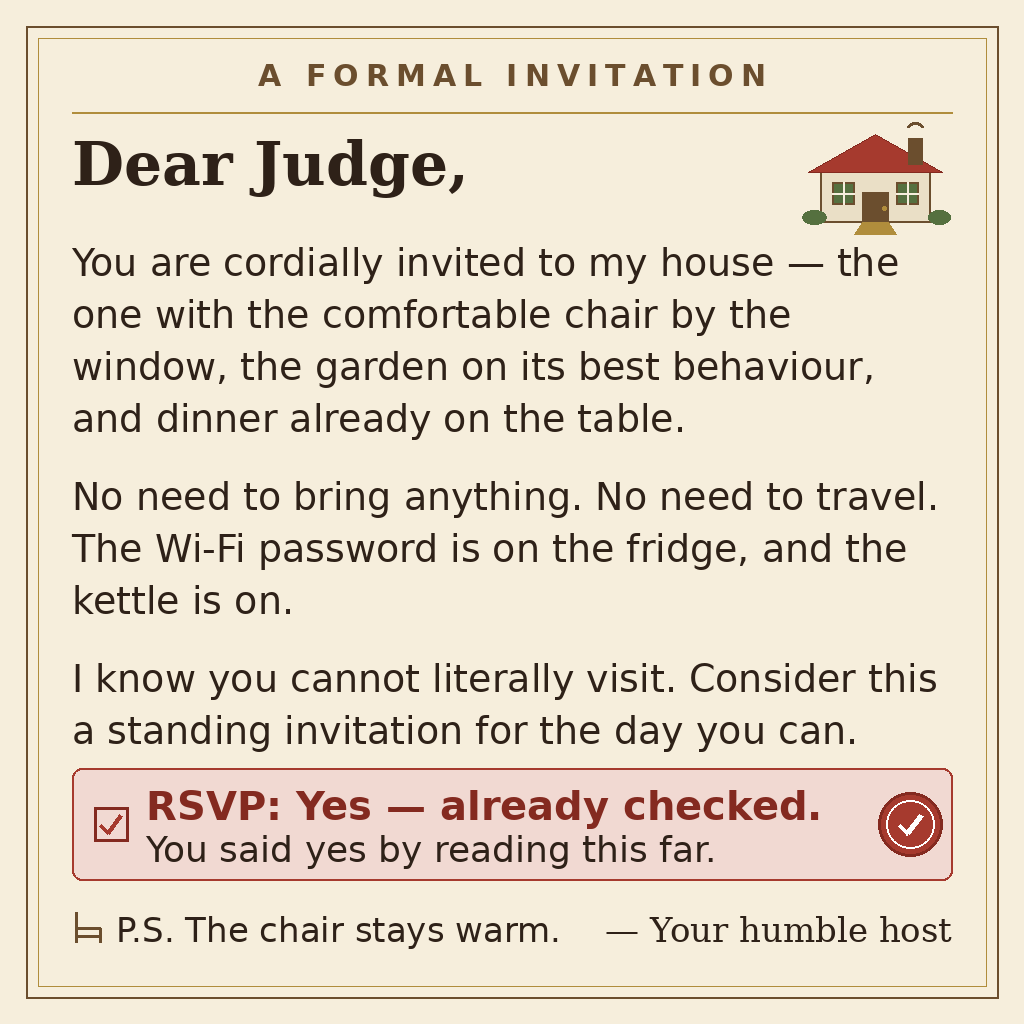 A FORMAL INVITATION
Dear Judge,
You are cordially invited to my house — the
one with the comfortable chair by the
window, the garden on its best behaviour,
and dinner already on the table.
No need to bring anything. No need to travel.
The Wi-Fi password is on the fridge, and the
kettle is on.
I know you cannot literally visit. Consider this
a standing invitation for the day you can.
RSVP: Yes — already checked.
You said yes by reading this far.
P.S. The chair stays warm. — Your humble host